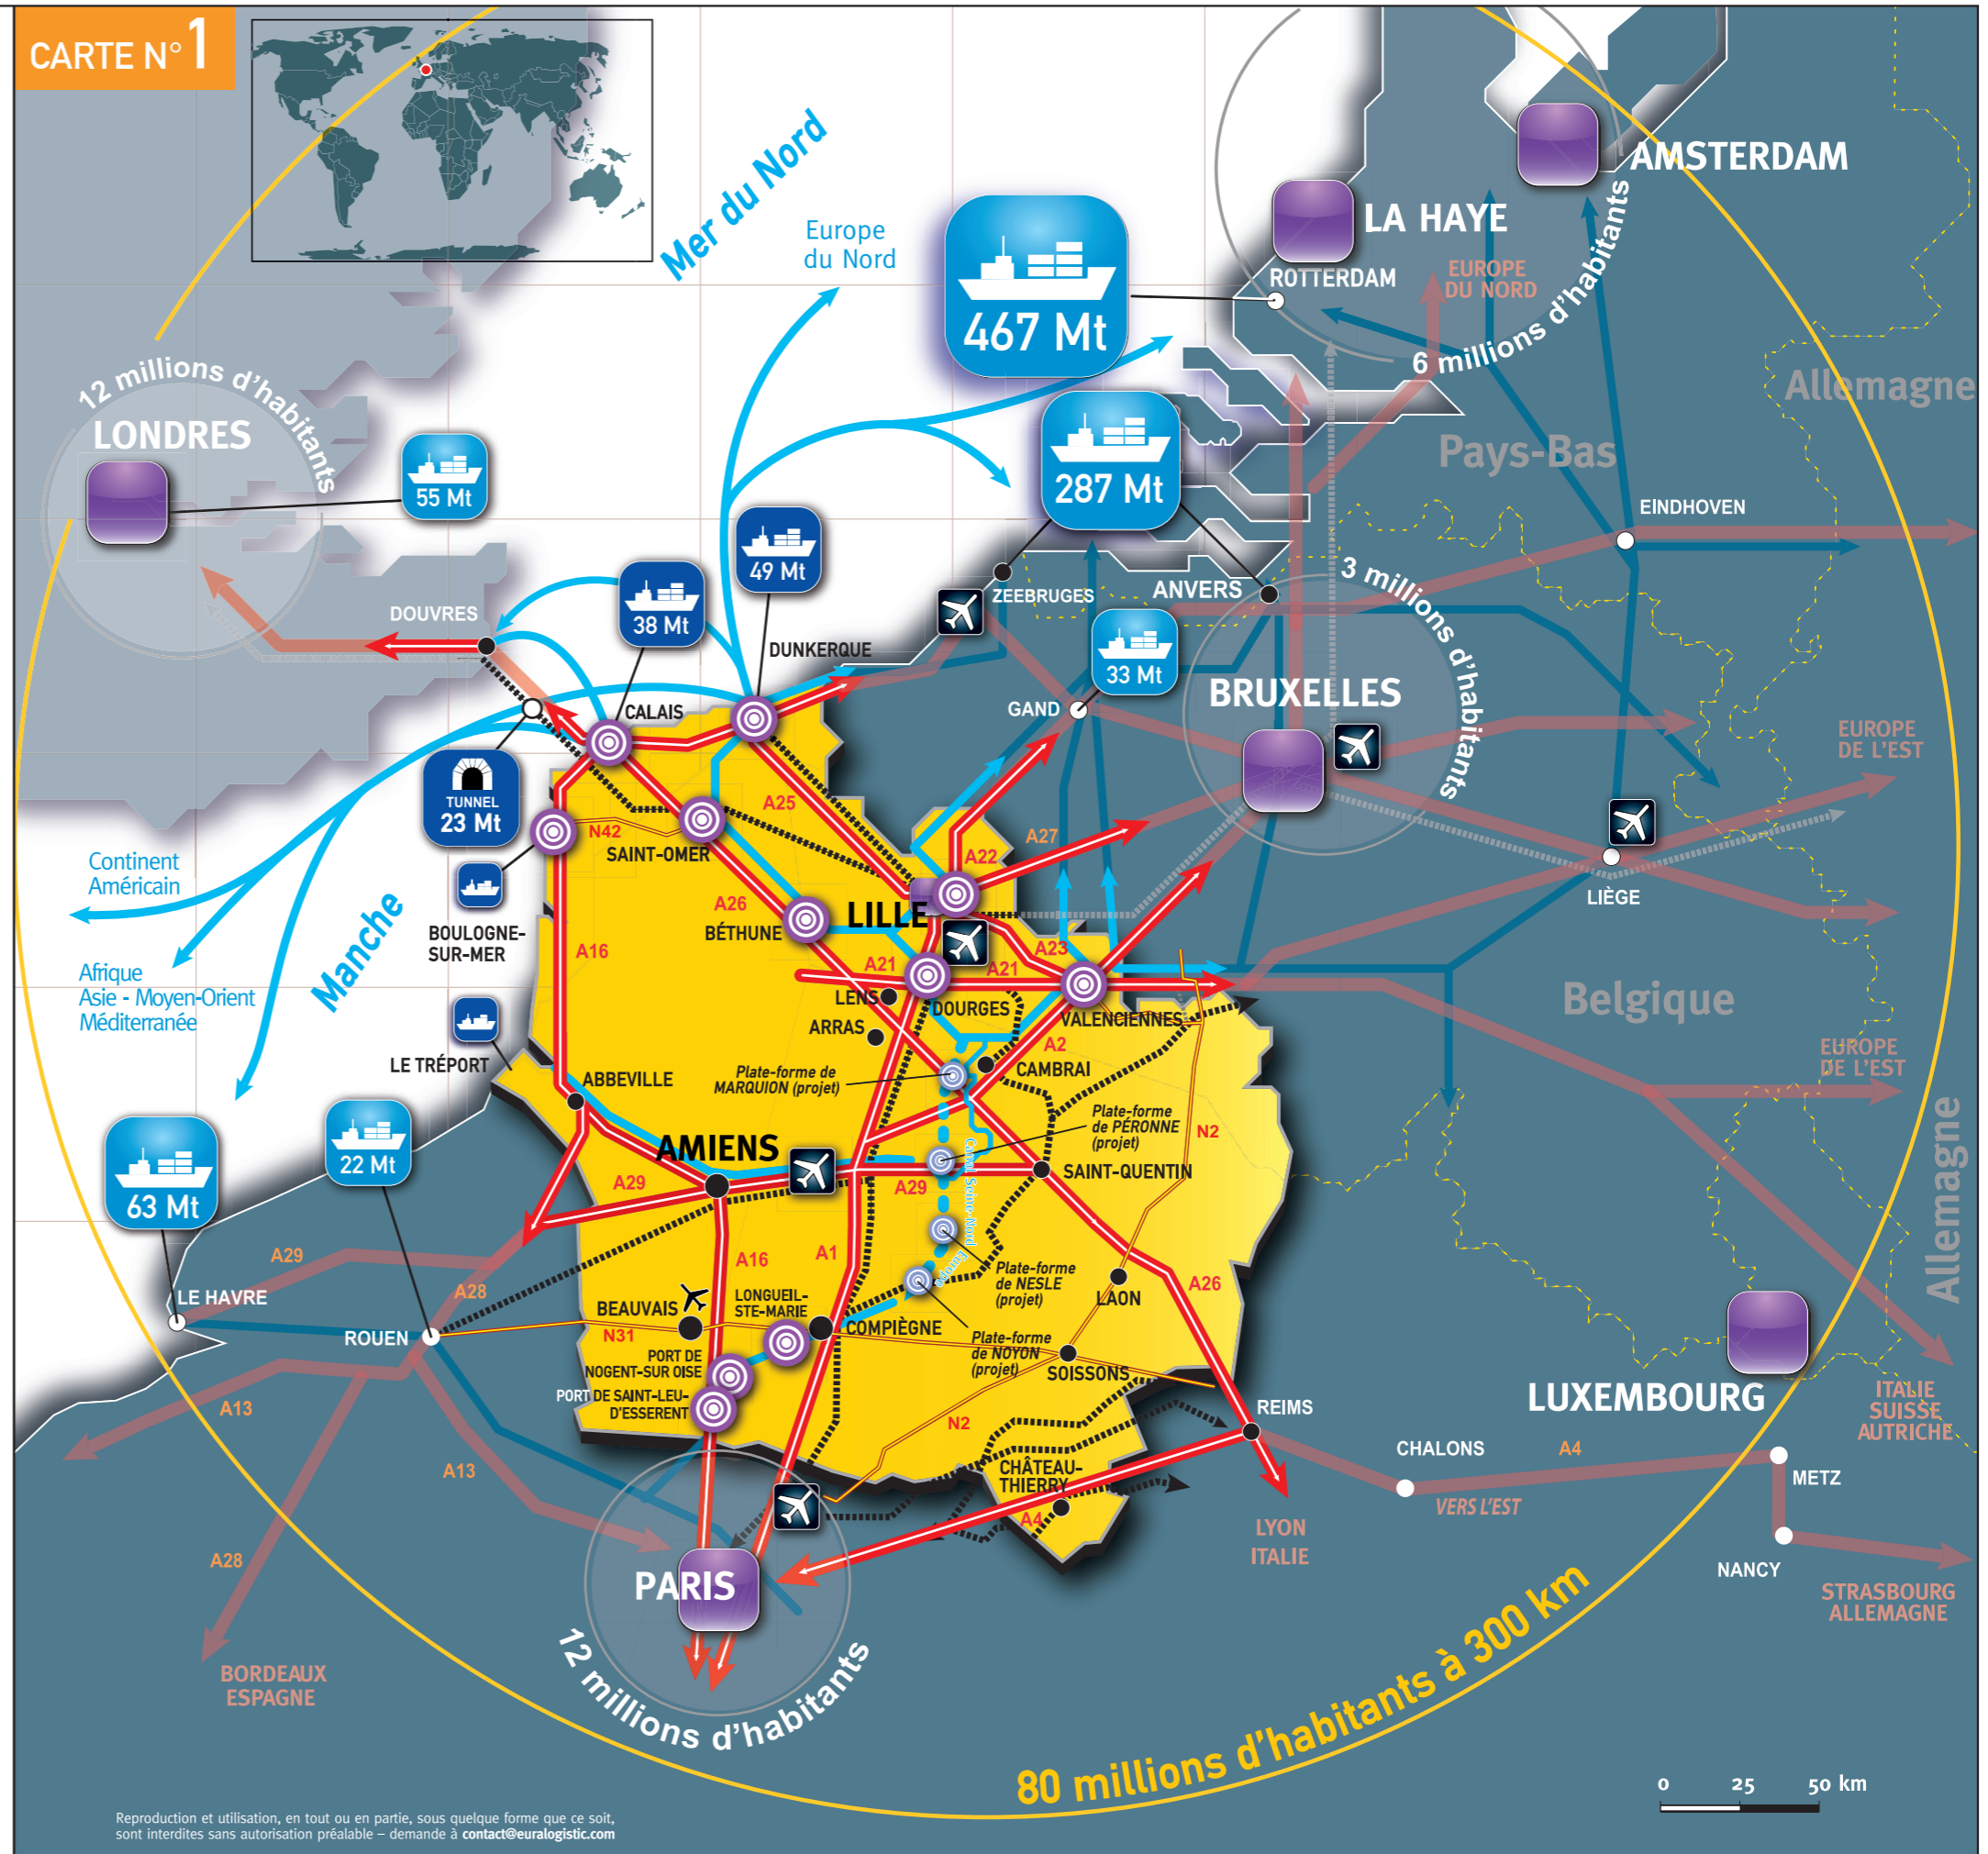 CARTE N° 1
Mer du Nord
Europe
du Nord
467 Mt
AMSTERDAM
LA HAYE
ROTTERDAM
EUROPE
DU NORD
6 millions d'habitants
12 millions d'habitants
LONDRES
55 Mt
Allemagne
Pays-Bas
287 Mt
EINDHOVEN
49 Mt
38 Mt
DOUVRES
ZEEBRUGES
ANVERS
3 millions d'habitants
DUNKERQUE
33 Mt
BRUXELLES
GAND
CALAIS
EUROPE
DE L'EST
TUNNEL
23 Mt
A25
N42
SAINT-OMER
A27
A22
Continent
Américain
LIÈGE
A26
LILLE
BÉTHUNE
BOULOGNE-
SUR-MER
Manche
A16
A23
A21
A21
Afrique
Asie - Moyen-Orient
Méditerranée
LENS
DOURGES
VALENCIENNES
Belgique
ARRAS
A2
LE TRÉPORT
CAMBRAI
EUROPE
DE L'EST
Plate-forme de
MARQUION (projet)
ABBEVILLE
Plate-forme
de PÉRONNE
(projet)
N2
AMIENS
22 Mt
63 Mt
Canal Seine-Nord
Europe
SAINT-QUENTIN
A29
A29
Allemagne
A29
A16
A1
A28
Plate-forme
de NESLE
(projet)
A26
LE HAVRE
LAON
BEAUVAIS
LONGUEIL-
STE-MARIE
ROUEN
N31
COMPIÈGNE
Plate-forme
de NOYON
(projet)
PORT DE
NOGENT-SUR OISE
SOISSONS
PORT DE SAINT-LEU-
D'ESSERENT
LUXEMBOURG
ITALIE
SUISSE
AUTRICHE
A13
N2
REIMS
CHALONS
A4
A13
CHÂTEAU-
THIERRY
METZ
VERS L'EST
A4
LYON
ITALIE
A28
NANCY
PARIS
STRASBOURG
ALLEMAGNE
BORDEAUX
ESPAGNE
12 millions d'habitants
80 millions d'habitants à 300 km
0 25 50 km
Reproduction et utilisation, en tout ou en partie, sous quelque forme que ce soit,
sont interdites sans autorisation préalable – demande à contact@euralogistic.com